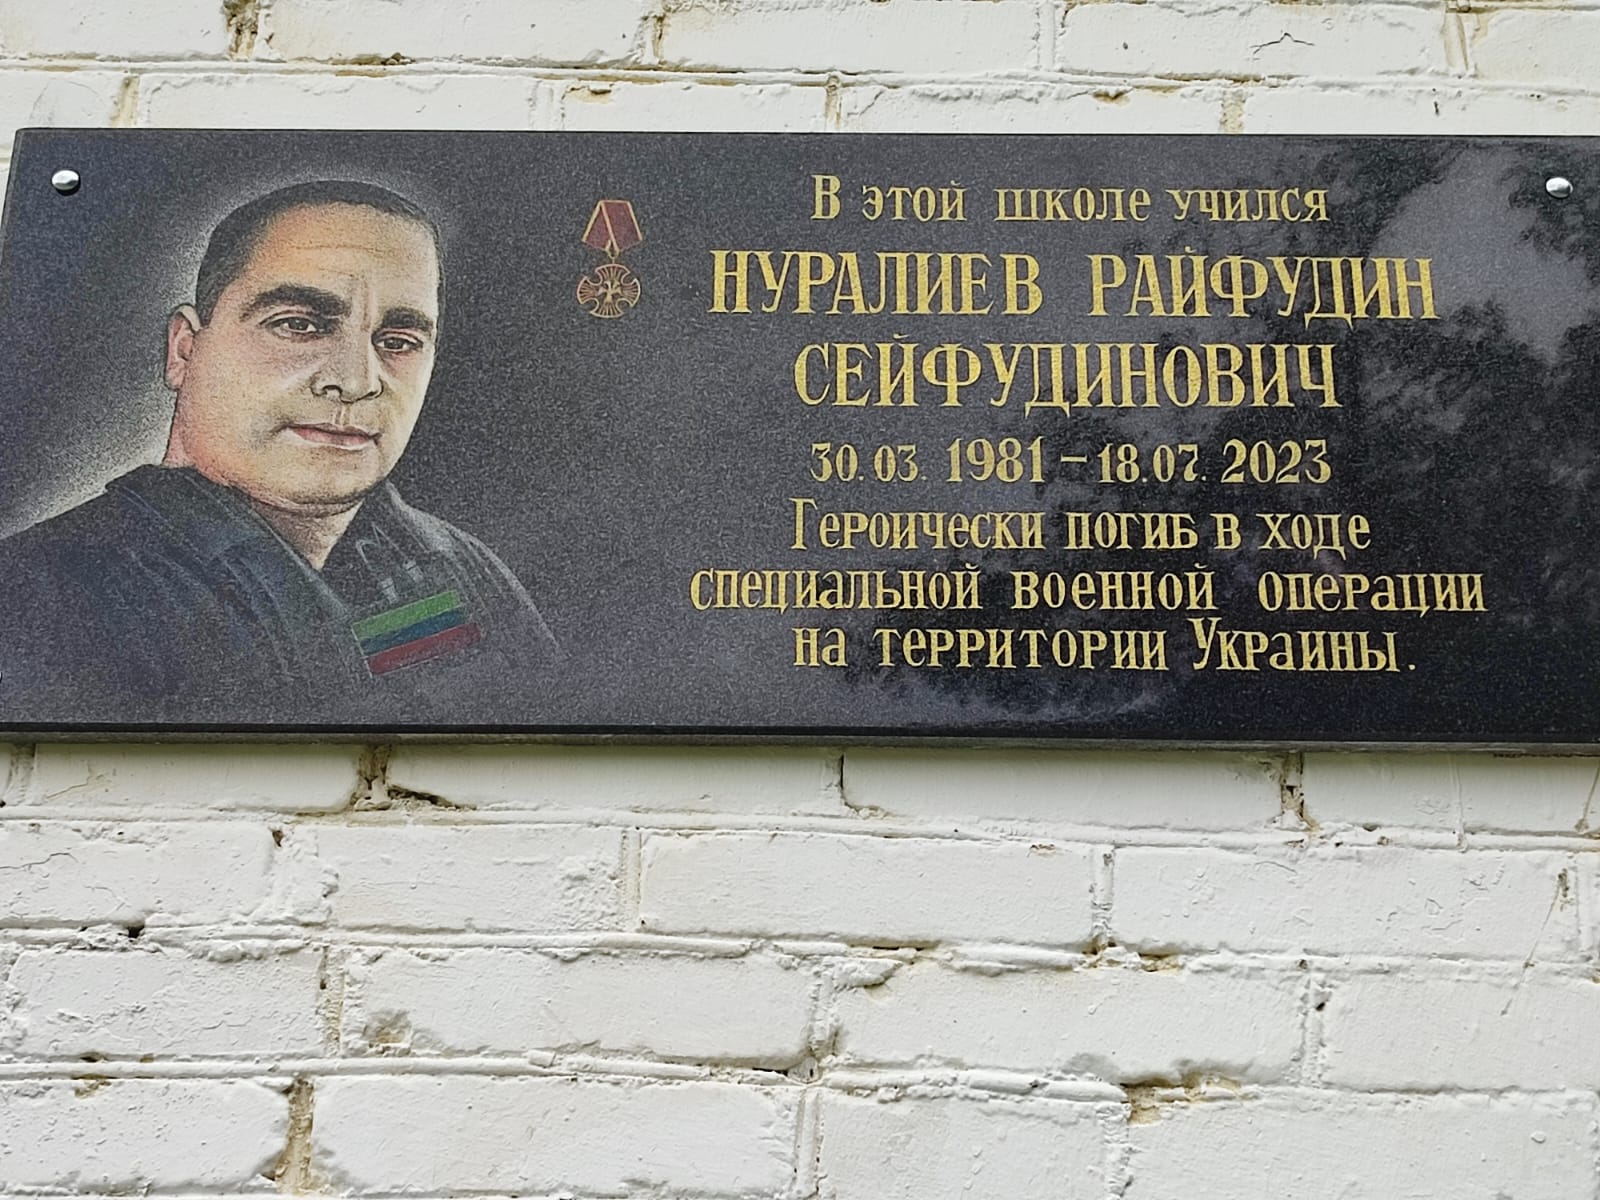 В этой школе учился
НУРАЛИЕВ РАЙФУДИН
СЕЙФУДИНОВИЧ
30.03.1981-18.07.2023
Героически погиб в ходе
специальной военной операции
на территории Украины.